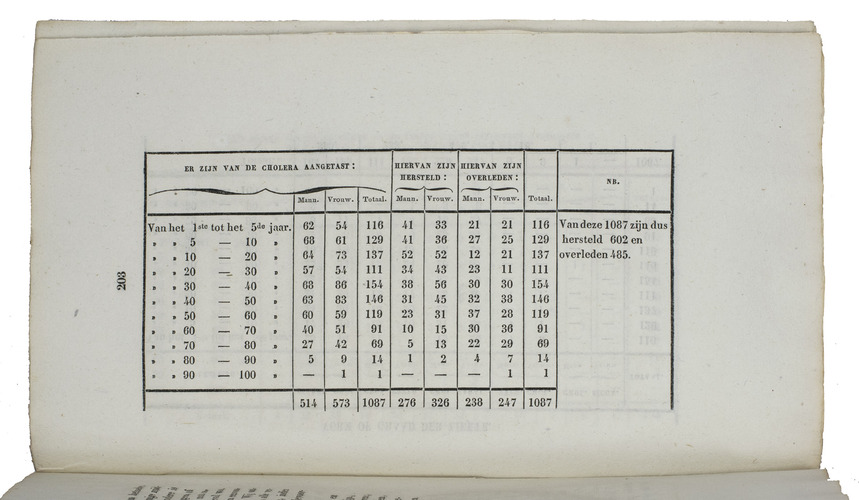 203
ER ZIJN VAN DE CHOLERA AANGETAST: HIERVAN ZIJN HERSTELD: HIERVAN ZIJN OVERLEDEN: NB.
Mann. Vrouw. Totaal. Mann. Vrouw. Mann. Vrouw. Totaal.
Van het 1ste tot het 5de jaar. 62 54 116 41 33 21 21 116 Van deze 1087 zijn dus
» » 5 — 10 » 68 61 129 41 36 27 25 129 hersteld 602 en
» » 10 — 20 » 64 73 137 52 52 12 21 137 overleden 485.
» » 20 — 30 » 57 54 111 34 43 23 11 111
» » 30 — 40 » 68 86 154 38 56 30 30 154
» » 40 — 50 » 63 83 146 31 45 32 38 146
» » 50 — 60 » 60 59 119 23 31 37 28 119
» » 60 — 70 » 40 51 91 10 15 30 36 91
» » 70 — 80 » 27 42 69 5 13 22 29 69
» » 80 — 90 » 5 9 14 1 2 4 7 14
» » 90 — 100 » — 1 1 — — — 1 1
514 573 1087 276 326 238 247 1087